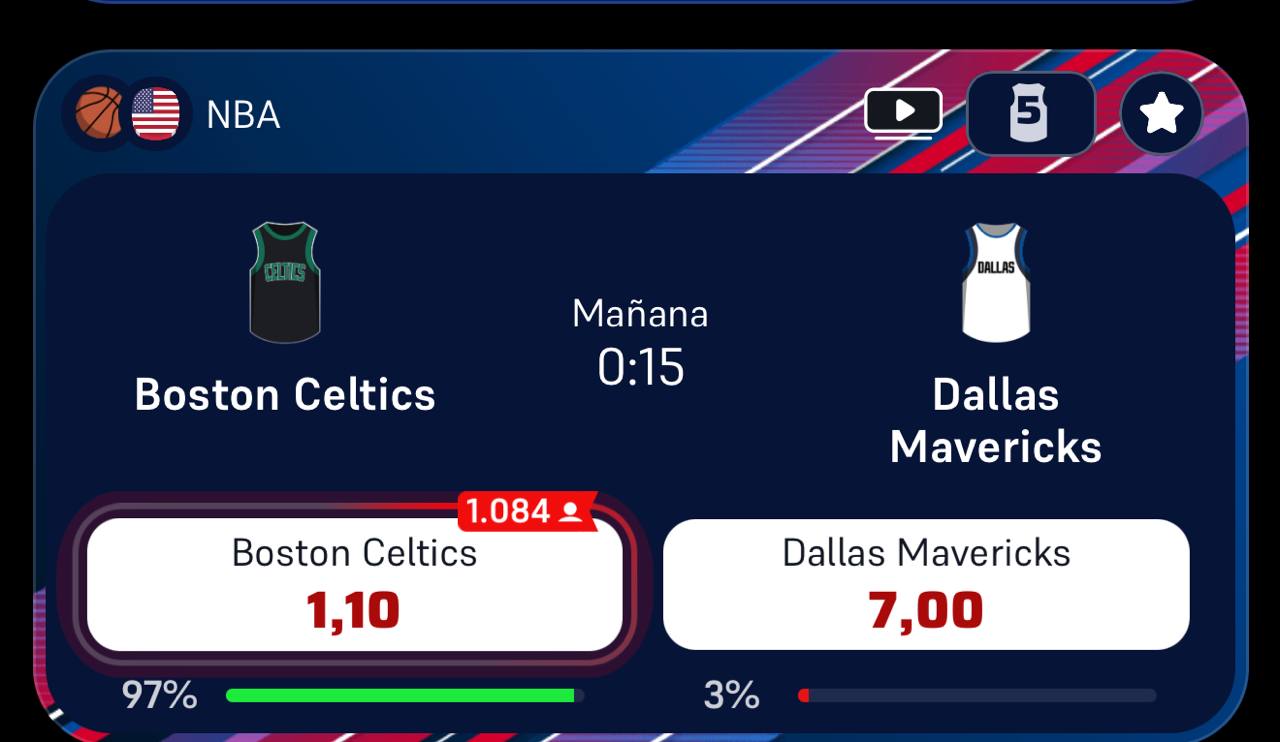 NBA
5
CELTICS
DALLAS
Mañana
0:15
Boston Celtics
Dallas
Mavericks
1.084
Boston Celtics
1,10
Dallas Mavericks
7,00
97%
3%